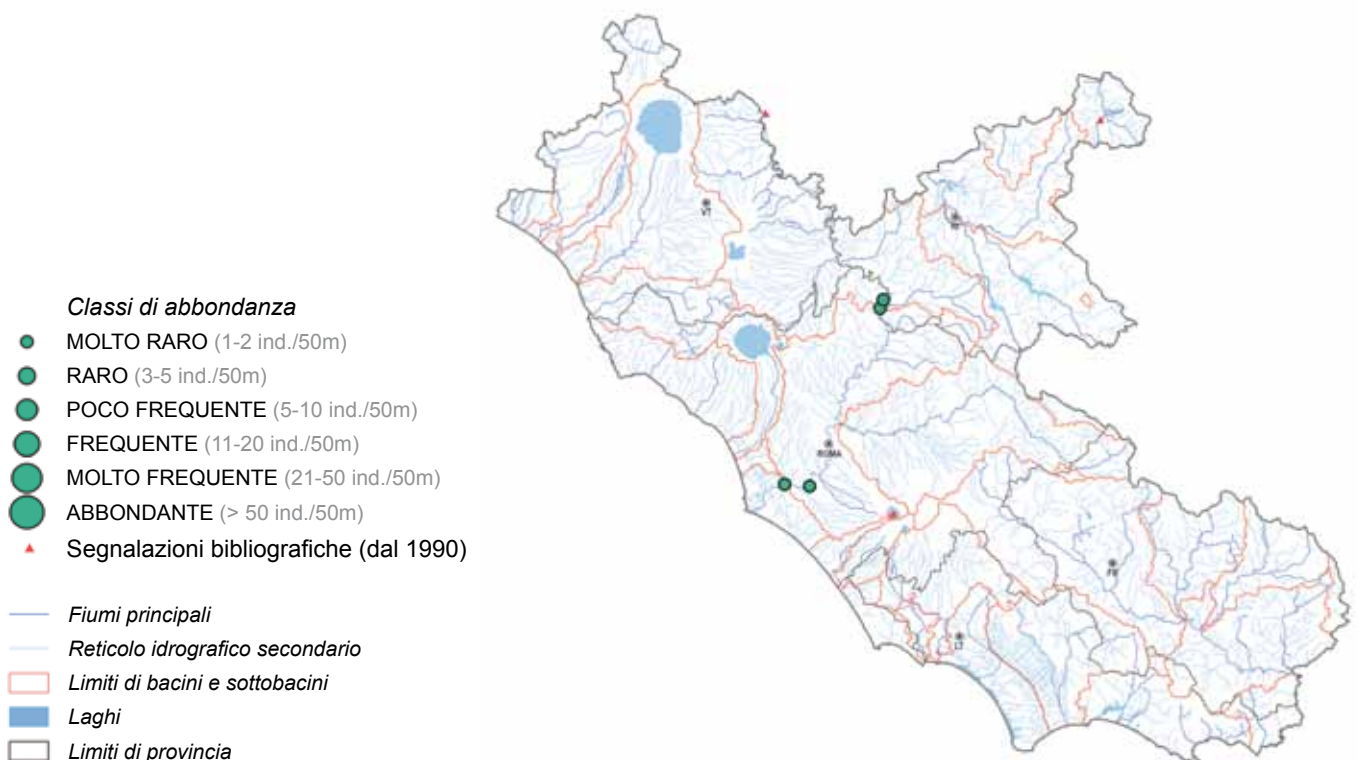 Classi di abbondanza
MOLTO RARO (1-2 ind./50m)
RARO (3-5 ind./50m)
POCO FREQUENTE (5-10 ind./50m)
FREQUENTE (11-20 ind./50m)
MOLTO FREQUENTE (21-50 ind./50m)
ABBONDANTE (> 50 ind./50m)
Segnalazioni bibliografiche (dal 1990)
Fiumi principali
Reticolo idrografico secondario
Limiti di bacini e sottobacini
Laghi
Limiti di provincia
VT
ROMA
FR
LT